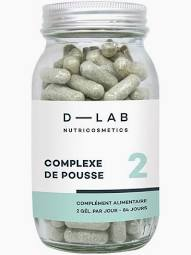 D—LAB
NUTRICOSMETICS
COMPLEXE
DE POUSSE
2
COMPLÉMENT ALIMENTAIRE
2 GÉL. PAR JOUR - 84 JOURS